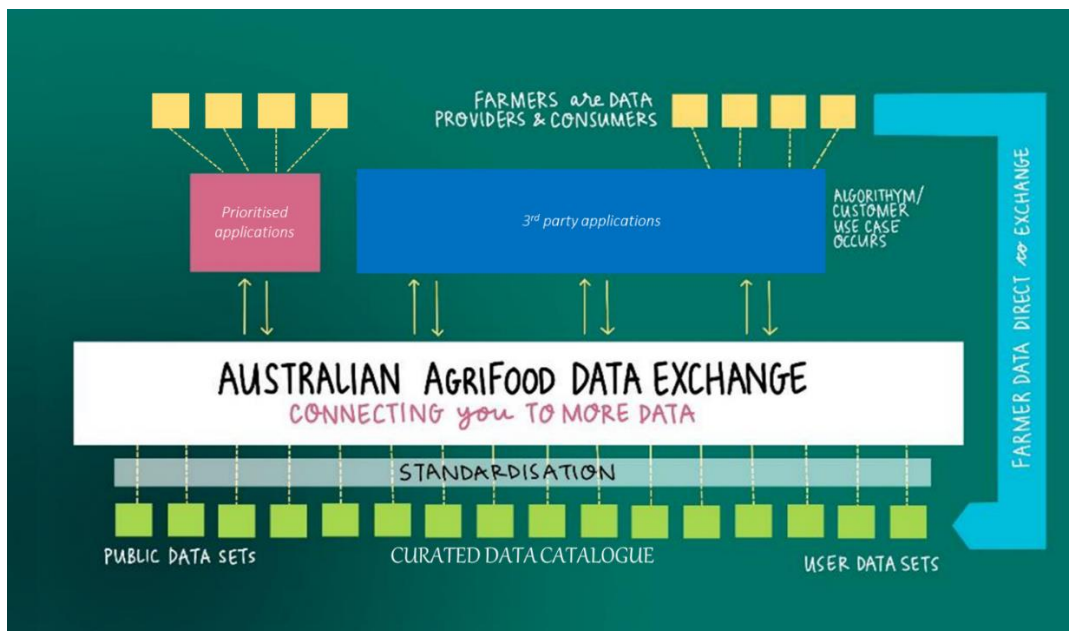 FARMERS are DATA
PROVIDERS & CONSUMERS
Prioritised
applications
3rd party applications
ALGORITHYM/
CUSTOMER
USE CASE
OCCURS
FARMER DATA DIRECT to EXCHANGE
AUSTRALIAN AGRIFOOD DATA EXCHANGE
CONNECTING you TO MORE DATA
STANDARDISATION
PUBLIC DATA SETS
CURATED DATA CATALOGUE
USER DATA SETS